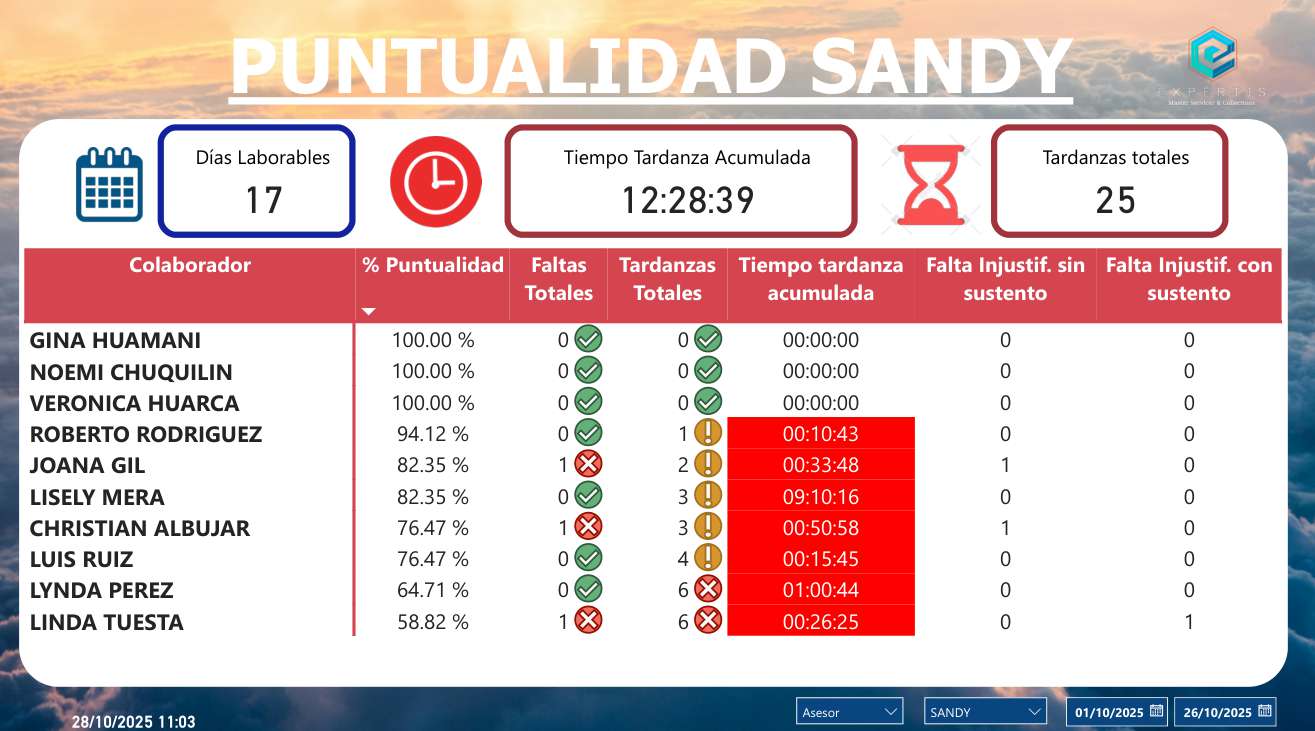 PUNTUALIDAD SANDY
EXPERTIS
Master Servicer & Collections
Días Laborables
17
Tiempo Tardanza Acumulada
12:28:39
Tardanzas totales
25
Colaborador % Puntualidad Faltas Totales Tardanzas Totales Tiempo tardanza acumulada Falta Injustif. sin sustento Falta Injustif. con sustento
GINA HUAMANI 100.00 % 0 0 00:00:00 0 0
NOEMI CHUQUILIN 100.00 % 0 0 00:00:00 0 0
VERONICA HUARCA 100.00 % 0 0 00:00:00 0 0
ROBERTO RODRIGUEZ 94.12 % 0 1 00:10:43 0 0
JOANA GIL 82.35 % 1 2 00:33:48 1 0
LISELY MERA 82.35 % 0 3 09:10:16 0 0
CHRISTIAN ALBUJAR 76.47 % 1 3 00:50:58 1 0
LUIS RUIZ 76.47 % 0 4 00:15:45 0 0
LYNDA PEREZ 64.71 % 0 6 01:00:44 0 0
LINDA TUESTA 58.82 % 1 6 00:26:25 0 1
28/10/2025 11:03
Asesor
SANDY
01/10/2025
26/10/2025